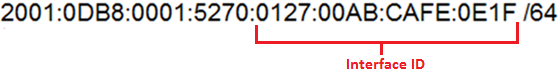 2001:0DB8:0001:5270:0127:00AB:CAFE:0E1F /64
Interface ID